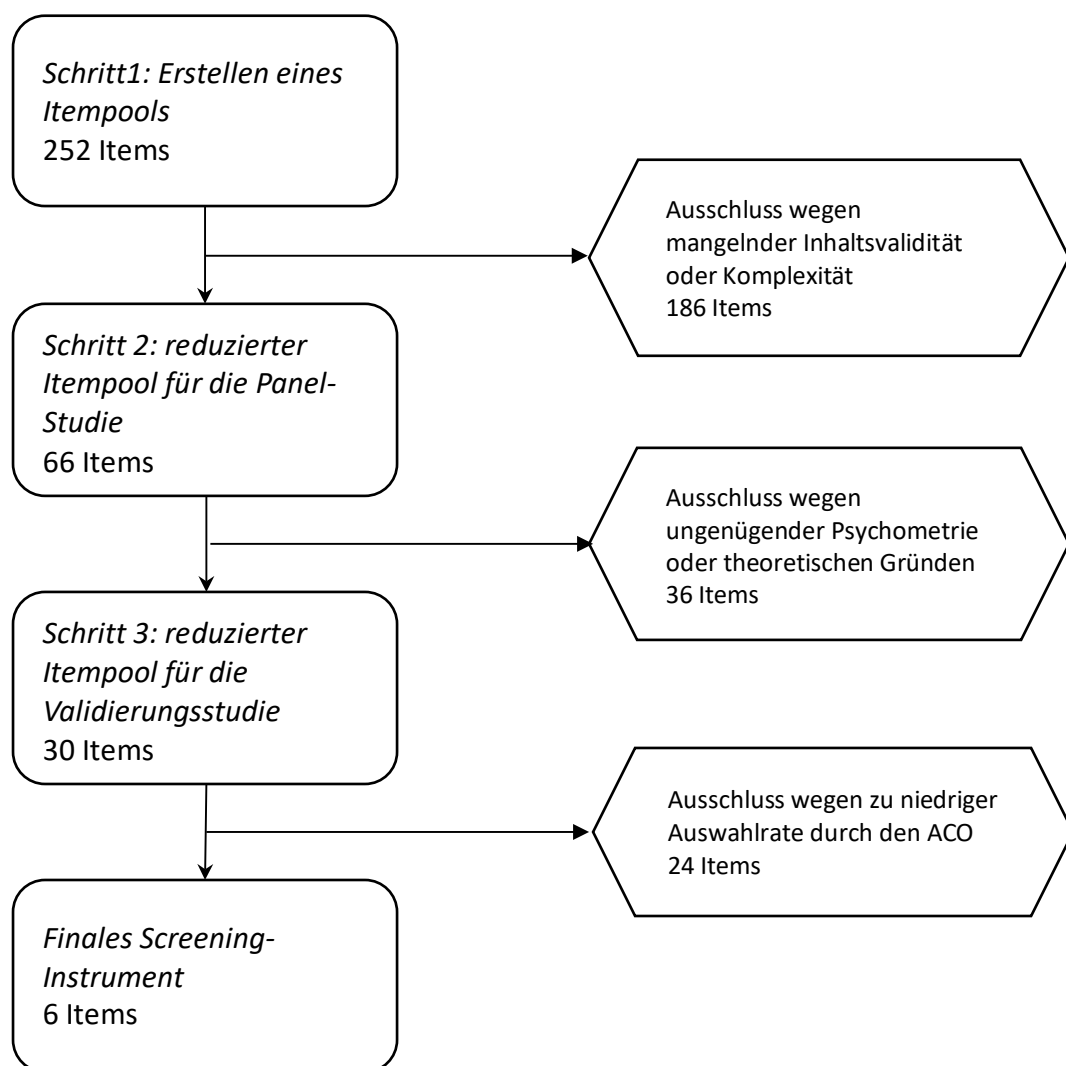 Schritt1: Erstellen eines
Itempools
252 Items
Ausschluss wegen
mangelnder Inhaltsvalidität
oder Komplexität
186 Items
Schritt 2: reduzierter
Itempool für die Panel-
Studie
66 Items
Ausschluss wegen
ungenügender Psychometrie
oder theoretischen Gründen
36 Items
Schritt 3: reduzierter
Itempool für die
Validierungsstudie
30 Items
Ausschluss wegen zu niedriger
Auswahlrate durch den ACO
24 Items
Finales Screening-
Instrument
6 Items